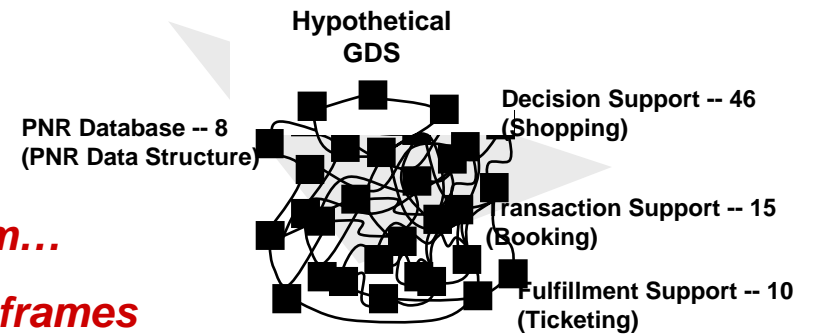 Hypothetical
GDS
Decision Support -- 46
(Shopping)
PNR Database -- 8
(PNR Data Structure)
Transaction Support -- 15
(Booking)
Fulfillment Support -- 10
(Ticketing)
frames